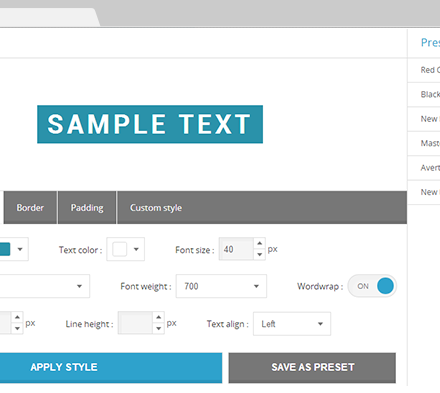 Pres
SAMPLE TEXT
Red
Black
New
Mast
Avert
New
Border Padding Custom style
Text color : Font size : 40 px
Font weight : 700 Wordwrap : ON
px Line height : px Text align : Left
APPLY STYLE SAVE AS PRESET